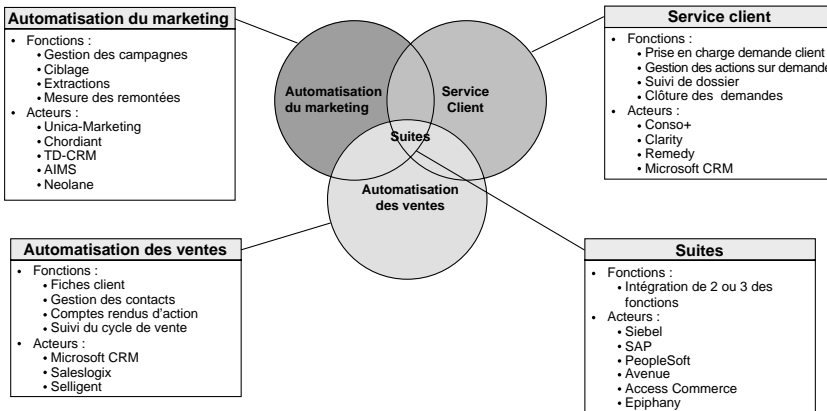 Automatisation du marketing
• Fonctions :
• Gestion des campagnes
• Ciblage
• Extractions
• Mesure des remontées
• Acteurs :
• Unica-Marketing
• Chordiant
• TD-CRM
• AIMS
• Neolane
Automatisation
du marketing
Service
Client
Suites
Automatisation
des ventes
Service client
• Fonctions :
• Prise en charge demande client
• Gestion des actions sur demande
• Suivi de dossier
• Clôture des demandes
• Acteurs :
• Conso+
• Clarity
• Remedy
• Microsoft CRM
Automatisation des ventes
• Fonctions :
• Fiches client
• Gestion des contacts
• Comptes rendus d'action
• Suivi du cycle de vente
• Acteurs :
• Microsoft CRM
• Saleslogix
• Selligent
Suites
• Fonctions :
• Intégration de 2 ou 3 des
fonctions
• Acteurs :
• Siebel
• SAP
• PeopleSoft
• Avenue
• Access Commerce
• Epiphany